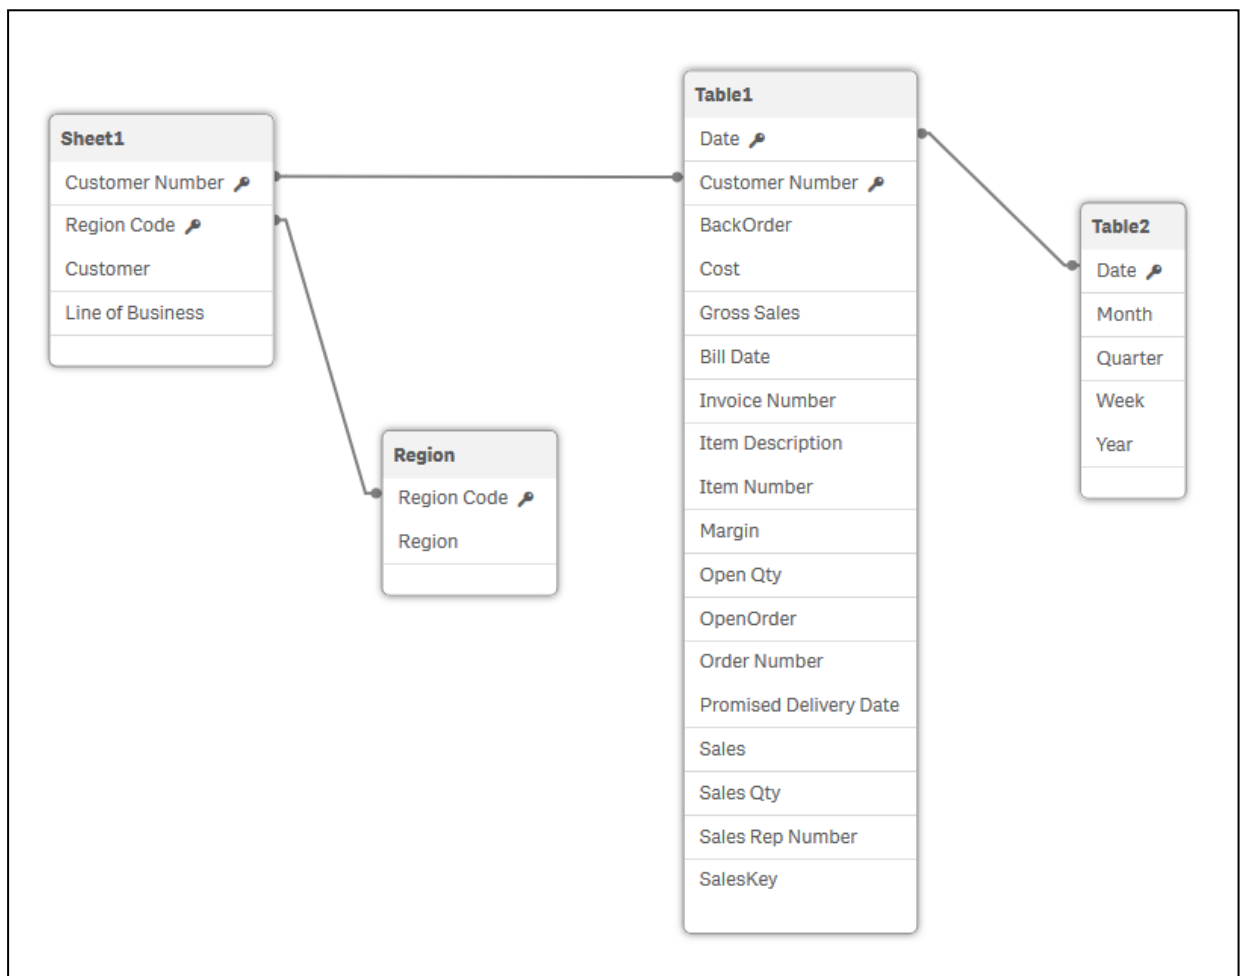 Sheet1
Customer Number
Region Code
Customer
Line of Business
Region
Region Code
Region
Table1
Date
Customer Number
BackOrder
Cost
Gross Sales
Bill Date
Invoice Number
Item Description
Item Number
Margin
Open Qty
OpenOrder
Order Number
Promised Delivery Date
Sales
Sales Qty
Sales Rep Number
SalesKey
Table2
Date
Month
Quarter
Week
Year